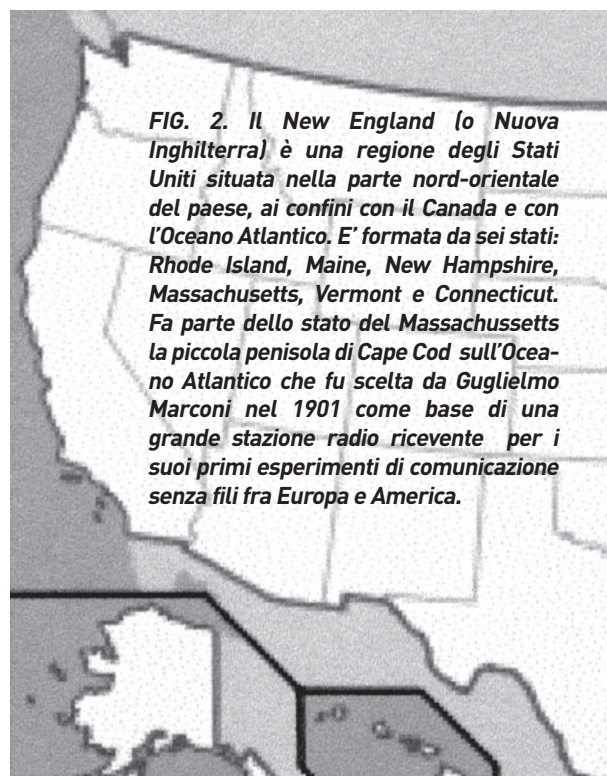 FIG. 2. Il New England (o Nuova
Inghilterra) è una regione degli Stati
Uniti situata nella parte nord-orientale
del paese, ai confini con il Canada e con
l'Oceano Atlantico. E' formata da sei stati:
Rhode Island, Maine, New Hampshire,
Massachusetts, Vermont e Connecticut.
Fa parte dello stato del Massachussetts
la piccola penisola di Cape Cod sull'Ocea-
no Atlantico che fu scelta da Guglielmo
Marconi nel 1901 come base di una
grande stazione radio ricevente per i
suoi primi esperimenti di comunicazione
senza fili fra Europa e America.